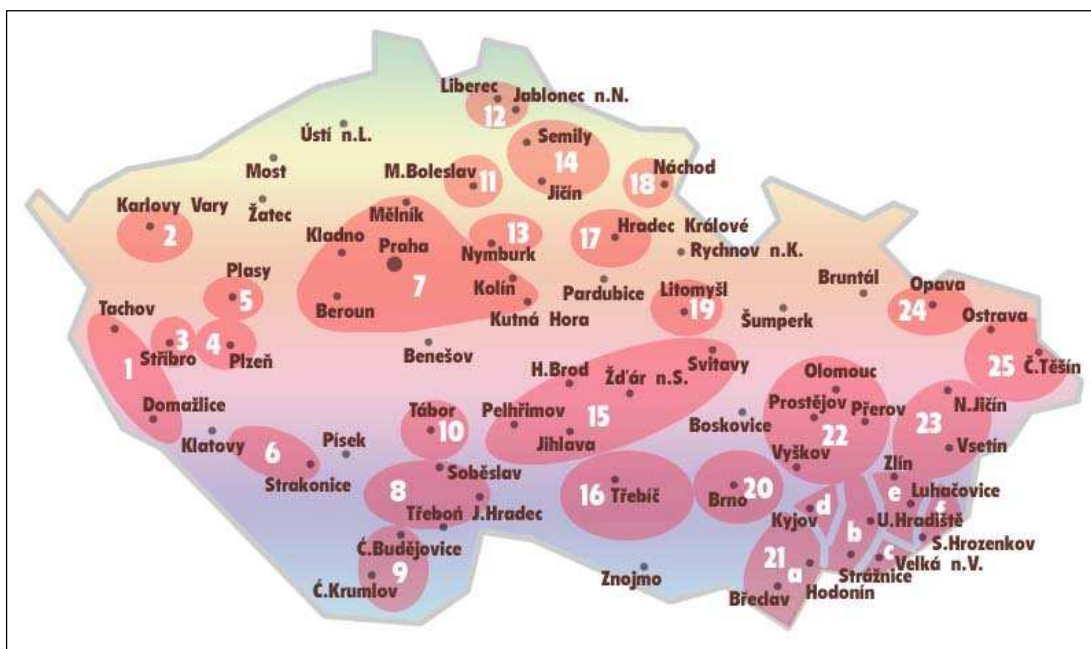 Liberec
Jablonec n.N.
12
Ústí n.L.
Semily
14
Most
M.Boleslav
11
Náchod
18
Jičín
Karlovy Vary
2
Žatec
Mělník
Kladno
Praha
13
Nymburk
17
Hradec Králové
Rychnov n.K.
Plasy
5
7
Kolín
Pardubice
Litomyšl
19
Bruntál
Opava
24
Tachov
Beroun
Kutná Hora
Šumperk
Ostrava
3
Stříbro
4
Plzeň
Benešov
Svitavy
25
Č.Těšín
1
H.Brod
Žďár n.S.
Olomouc
Domažlice
Tábor
10
Pelhřimov
15
Prostějov
Přerov
N.Jičín
23
Klatovy
Písek
Jihlava
Boskovice
22
6
Strakonice
Soběslav
Vyškov
Vsetín
8
16
Třebíč
Brno
20
Zlín
e
Luhačovice
Třeboň
J.Hradec
Kyjov
d
b
U.Hradiště
f
Ć.Budějovice
9
Ć.Krumlov
Znojmo
21
a
Břeclav
Hodonín
Strážnice
c
Velká n.V.
S.Hrozenkov